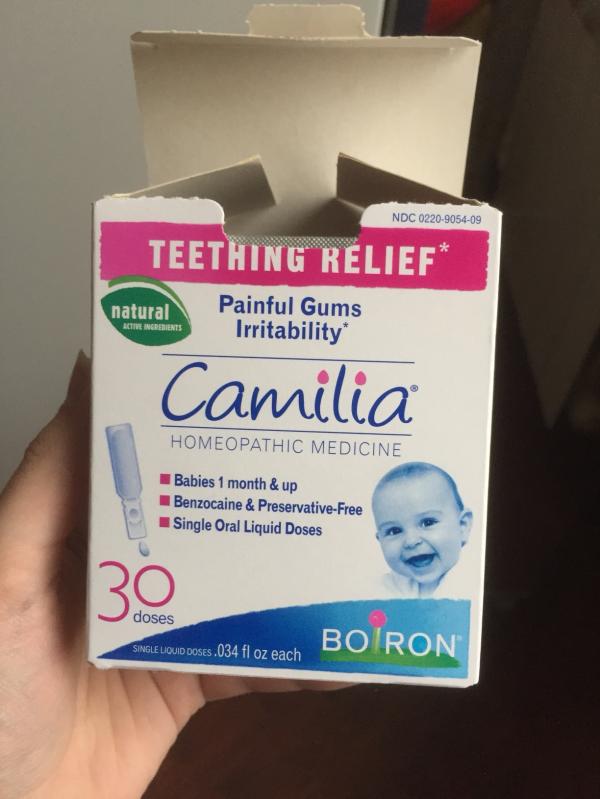 NDC 0220-9054-09
TEETHING RELIEF*
natural
ACTIVE INGREDIENTS
Painful Gums
Irritability*
Camilia®
HOMEOPATHIC MEDICINE
Babies 1 month & up
Benzocaine & Preservative-Free
Single Oral Liquid Doses
30
doses
SINGLE LIQUID DOSES .034 fl oz each
BOIRON®